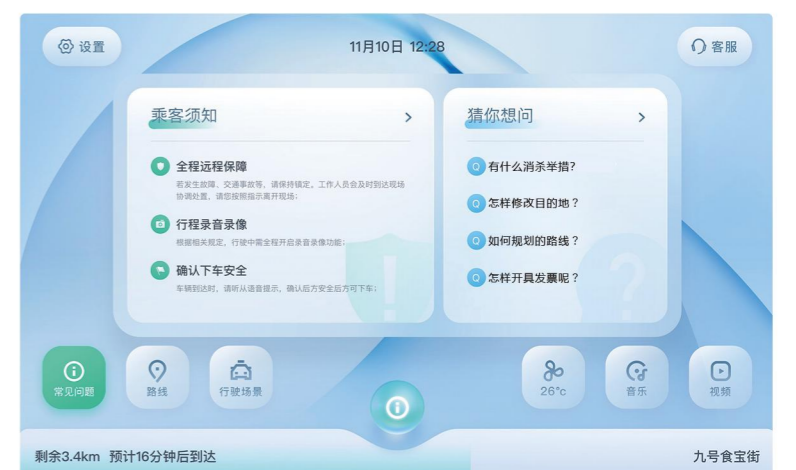 设置
11月10日 12:28
客服
乘客须知
全程远程保障
若发生故障、交通事故等，请保持镇定，工作人员会及时到达现场
协调处置，请您按照指示离开现场；
行程录音录像
根据相关规定，行驶中需全程开启录音录像功能；
确认下车安全
车辆到达时，请听从语音提示，确认后方安全后方可下车；
猜你想问
Q 有什么消杀举措？
Q 怎样修改目的地？
Q 如何规划的路线？
Q 怎样开具发票呢？
常见问题
路线
行驶场景
26°c
音乐
视频
剩余3.4km 预计16分钟后到达
九号食宝街